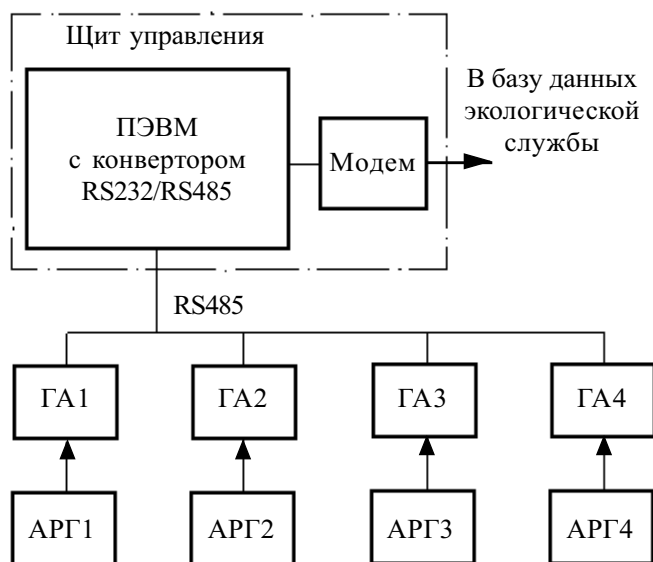 Щит управления
ПЭВМ
с конвертором
RS232/RS485
Модем
В базу данных
экологической
службы
RS485
ГА1
ГА2
ГА3
ГА4
АРГ1
АРГ2
АРГ3
АРГ4